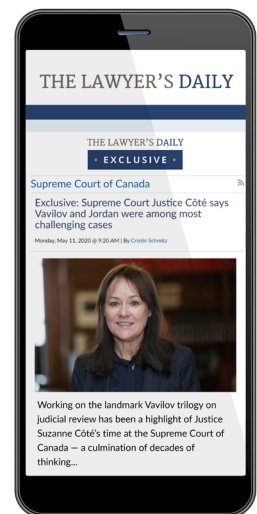 THE LAWYER'S DAILY
THE LAWYER'S DAILY
• EXCLUSIVE •
Supreme Court of Canada
Exclusive: Supreme Court Justice Côté says
Vavilov and Jordan were among most
challenging cases
Monday, May 11, 2020 @ 9:20 AM | By Cristin Schmitz
Working on the landmark Vavilov trilogy on
judicial review has been a highlight of Justice
Suzanne Côté's time at the Supreme Court of
Canada — a culmination of decades of
thinking...